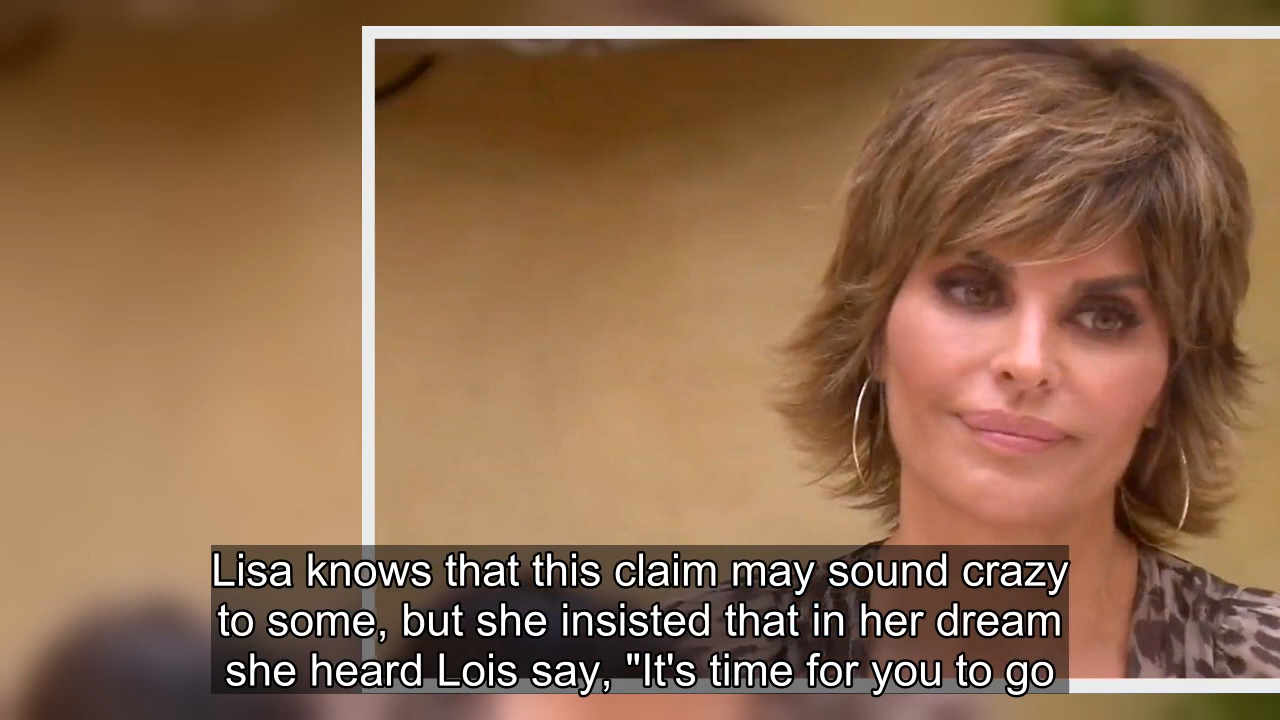 Lisa knows that this claim may sound crazy
to some, but she insisted that in her dream
she heard Lois say, "It's time for you to go